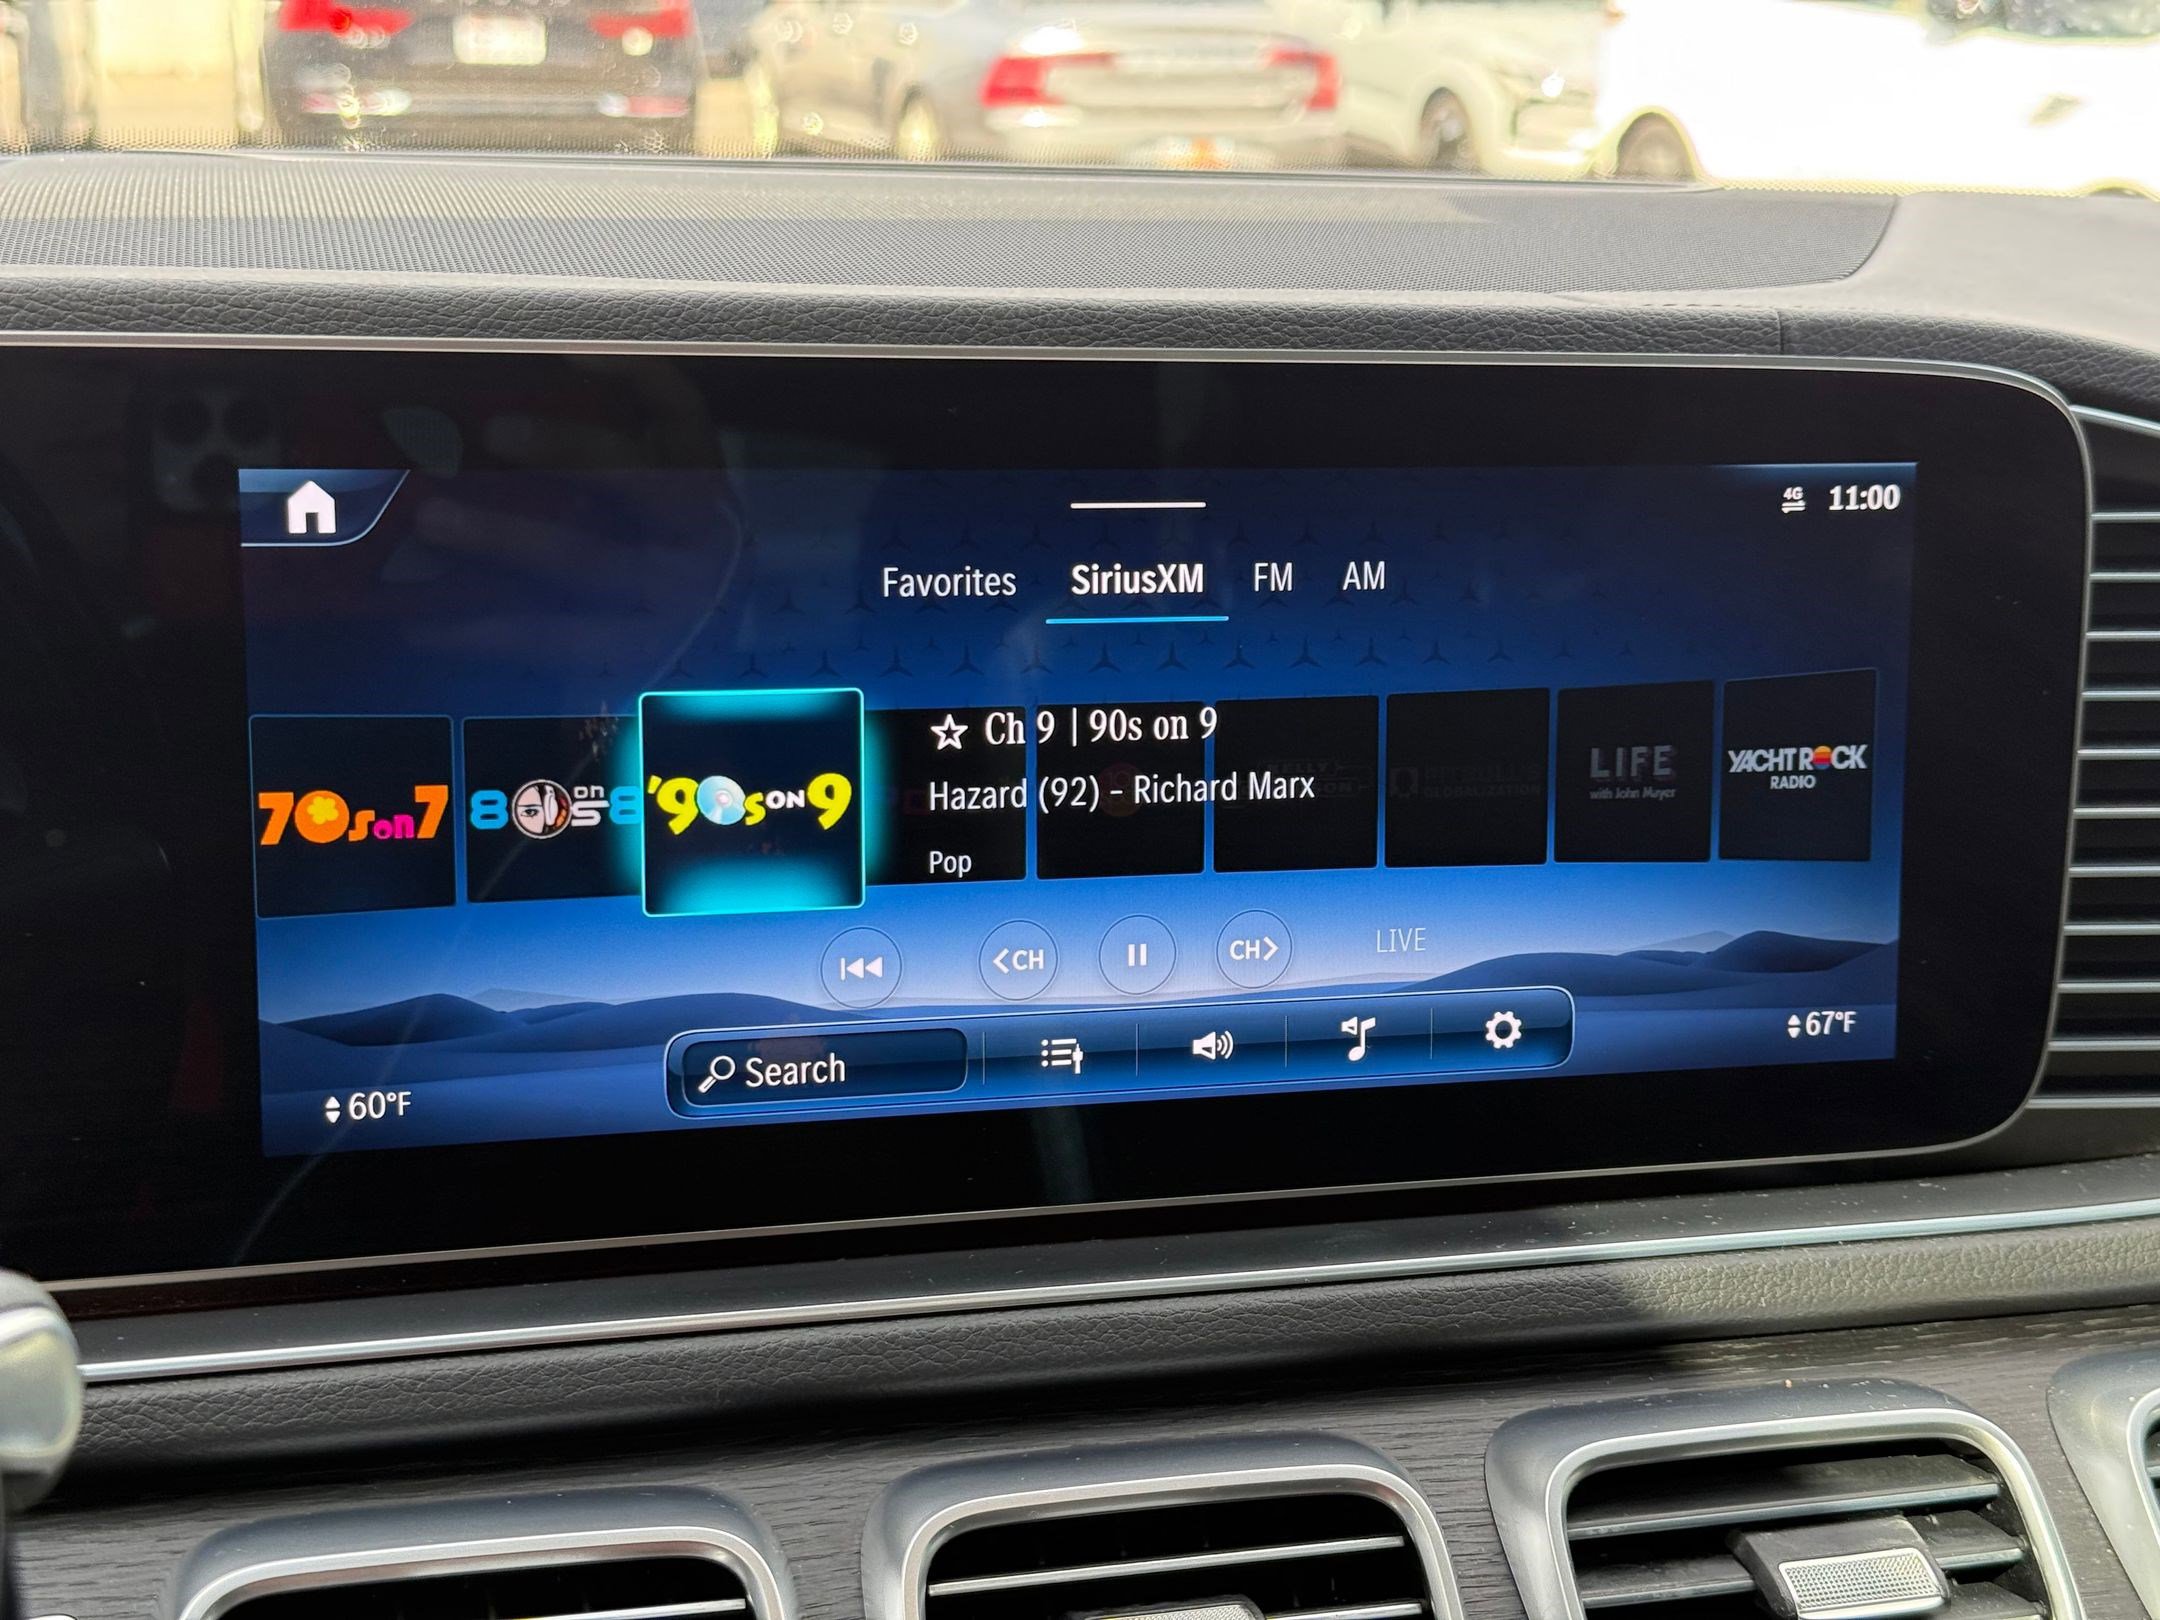 4G 11:00
Favorites SiriusXM FM AM
70s on 7
80s on 8
'90s ON 9
Ch 9 | 90s on 9
Hazard (92) - Richard Marx
Pop
LIFE
with John Mayer
YACHT ROCK
RADIO
<CH
CH>
LIVE
Search
60°F
67°F